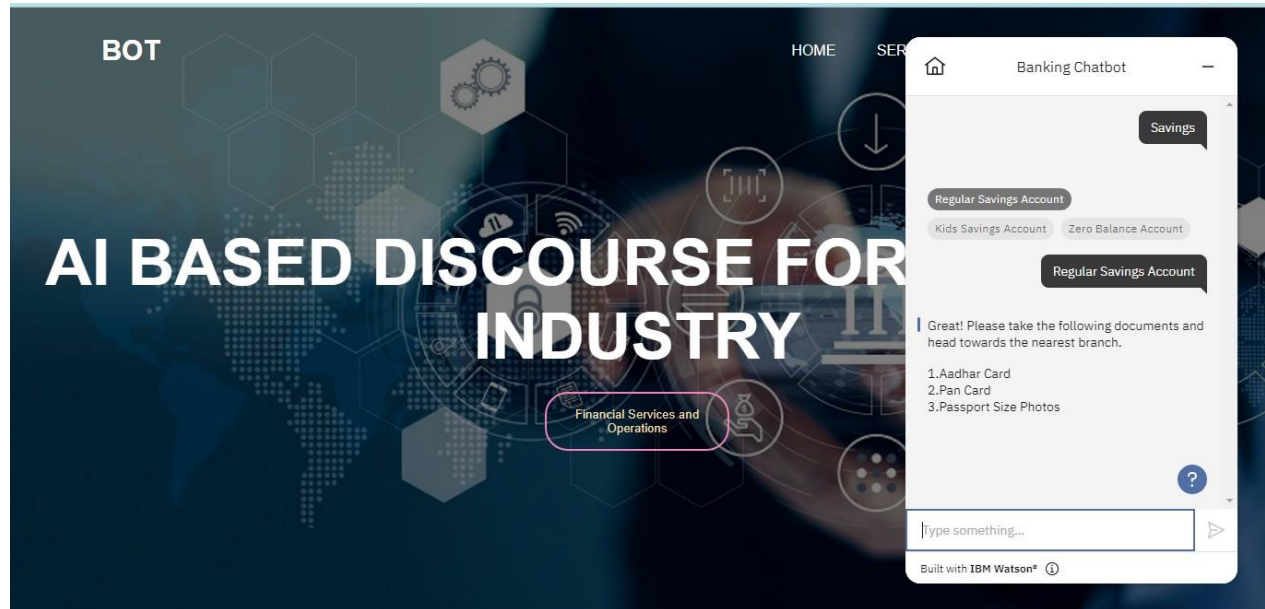 BOT
HOME
SER
AI BASED DISCOURSE FOR
INDUSTRY
Financial Services and
Operations
Banking Chatbot
Savings
Regular Savings Account
Kids Savings Account Zero Balance Account
Regular Savings Account
Great! Please take the following documents and
head towards the nearest branch.
1.Aadhar Card
2.Pan Card
3.Passport Size Photos
?
Type something...
Built with IBM Watson®